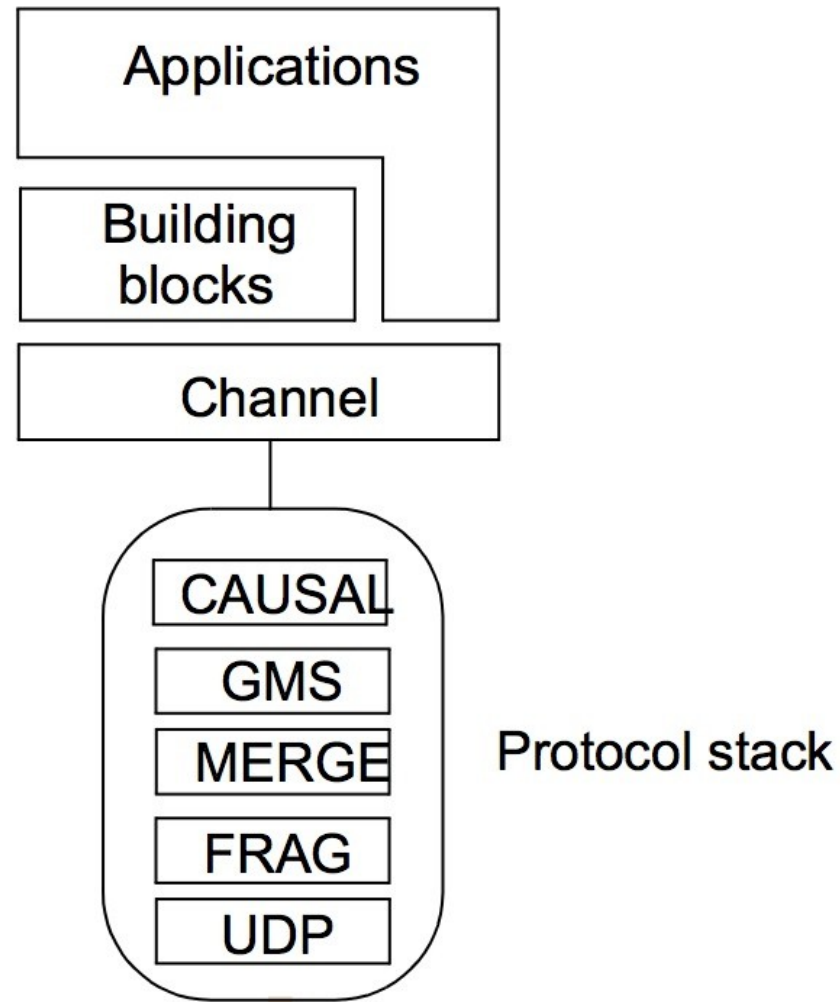 Applications
Building
blocks
Channel
CAUSAL
GMS
MERGE
Protocol stack
FRAG
UDP